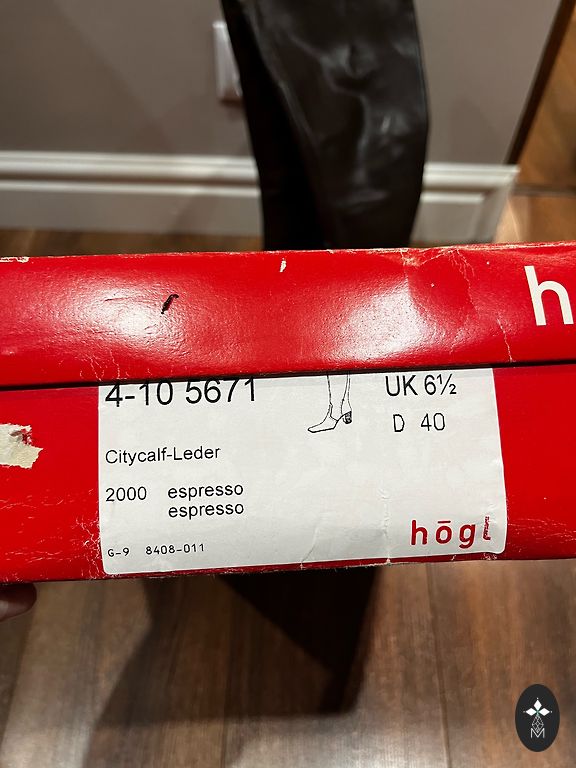 h
4-10 5671
UK 6½
D 40
Citycalf-Leder
2000 espresso
espresso
G-9 8408-011
högl
M